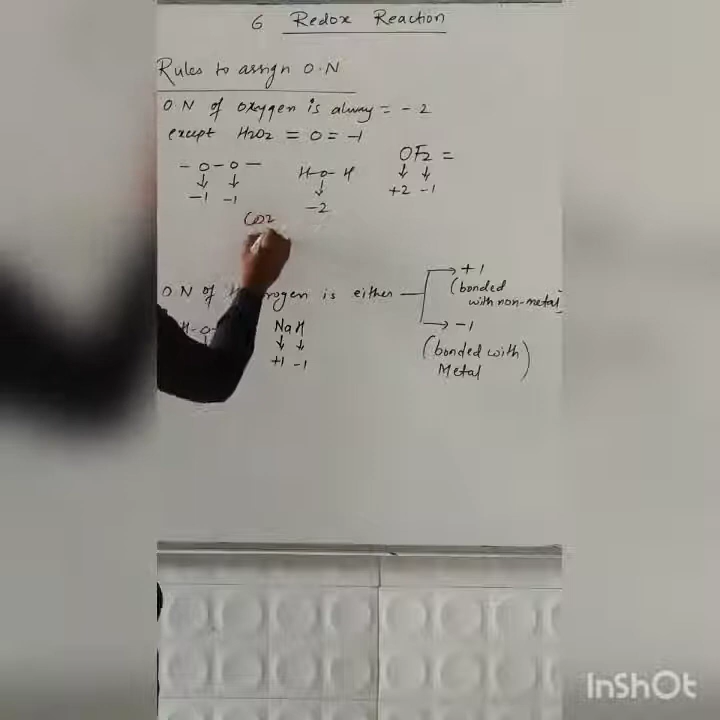 6 Redox Reaction
Rules to assign O.N
O.N of oxygen is alway = -2
except H2O2 = O = -1
- O - O -
-1 -1
H-O-H
-2
OF2 =
+2 -1
CO2
O.N of H rogen is either
+1
(bonded
with non-metal
-1
(bonded with)
Metal
H-O-
NaH
+1 -1
InShOt